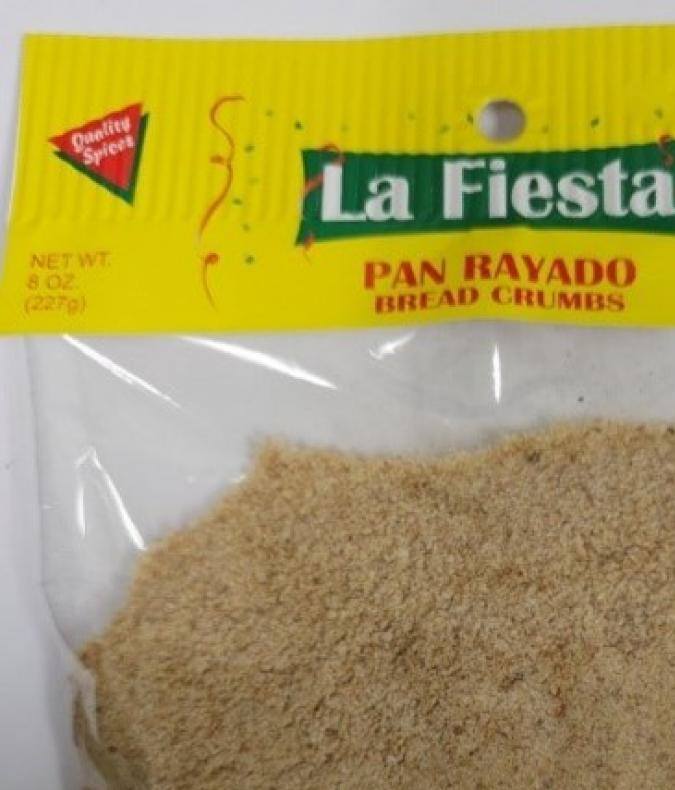 Quality
Spices
La Fiesta
NET WT.
8 OZ.
(227g)
PAN RAYADO
BREAD CRUMBS